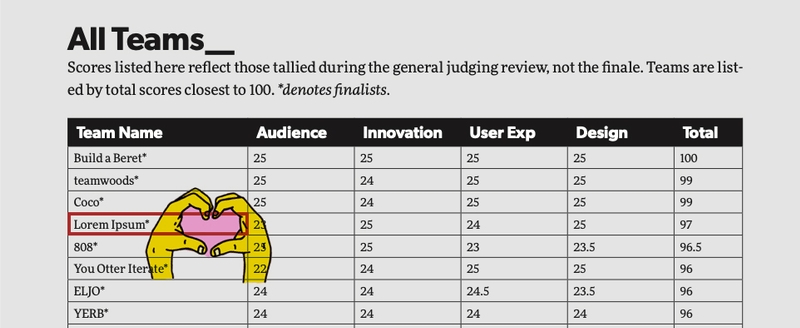 All Teams__
Scores listed here reflect those tallied during the general judging review, not the finale. Teams are list-
ed by total scores closest to 100. *denotes finalists.
Team Name Audience Innovation User Exp Design Total
Build a Beret* 25 25 25 25 100
teamwoods* 25 24 25 25 99
Coco* 25 24 25 25 99
Lorem Ipsum* 23 25 24 25 97
808* 25 25 23 23.5 96.5
You Otter Iterate* 22 24 25 25 96
ELJO* 24 24 24.5 23.5 96
YERB* 24 24 24 24 96